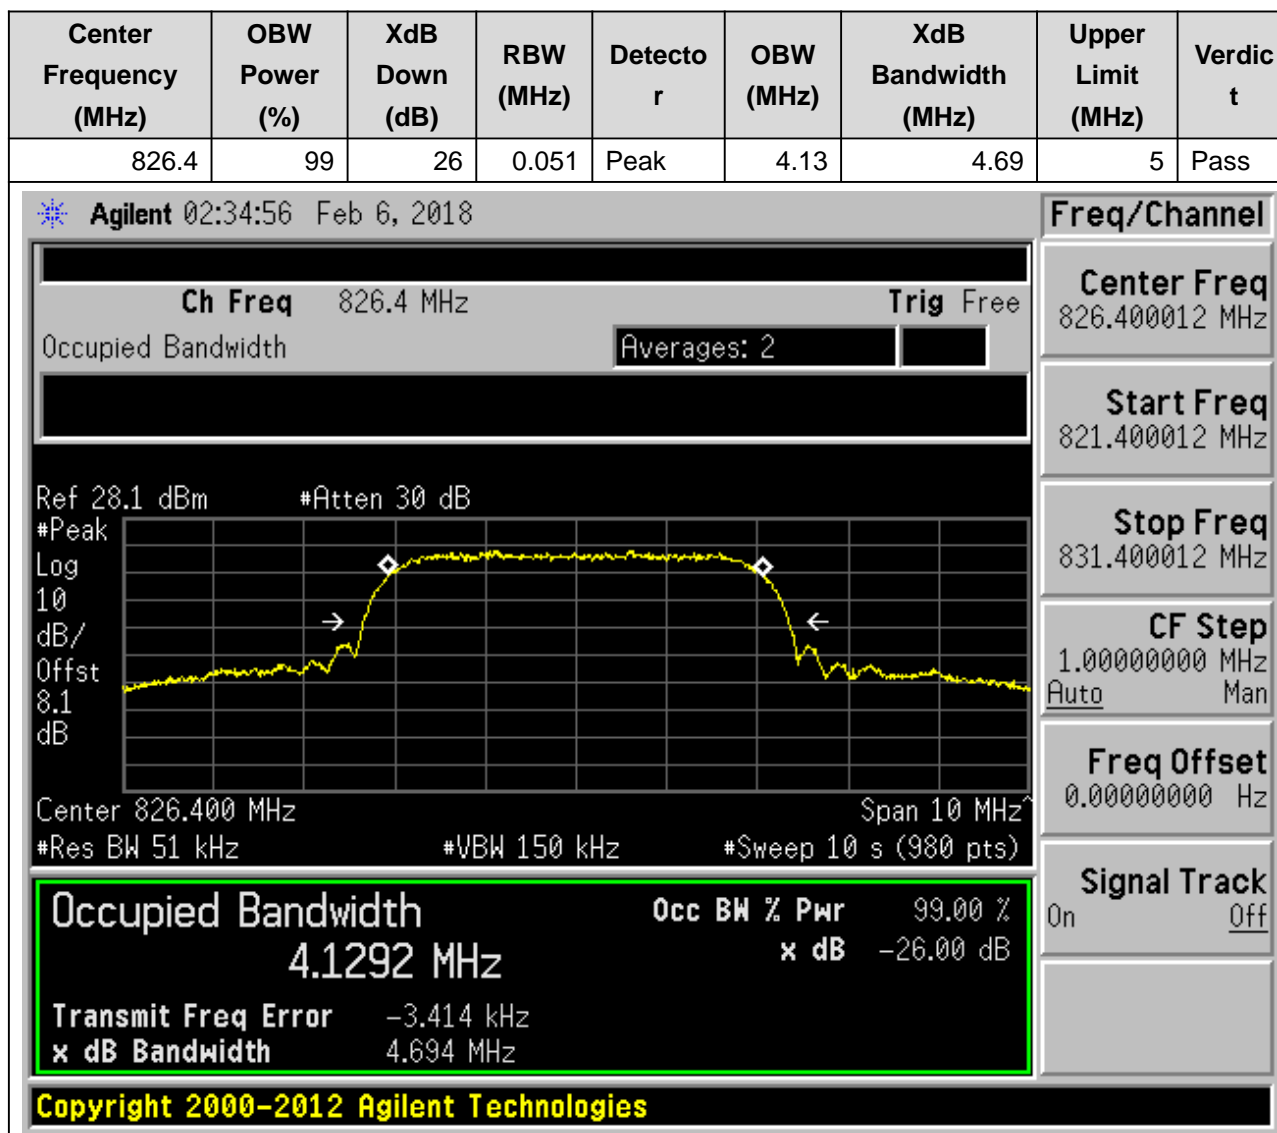 Center Frequency (MHz) OBW Power (%) XdB Down (dB) RBW (MHz) Detecto r OBW (MHz) XdB Bandwidth (MHz) Upper Limit (MHz) Verdic t
826.4 99 26 0.051 Peak 4.13 4.69 5 Pass
Agilent 02:34:56 Feb 6, 2018
Ch Freq 826.4 MHz Trig Free
Occupied Bandwidth Averages: 2
Ref 28.1 dBm #Atten 30 dB
#Peak
Log
10
dB/
Offst
8.1
dB
Center 826.400 MHz Span 10 MHz^
#Res BW 51 kHz #VBW 150 kHz #Sweep 10 s (980 pts)
Occupied Bandwidth Occ BW % Pwr 99.00 %
4.1292 MHz x dB -26.00 dB
Transmit Freq Error -3.414 kHz
x dB Bandwidth 4.694 MHz
Copyright 2000-2012 Agilent Technologies
Freq/Channel
Center Freq
826.400012 MHz
Start Freq
821.400012 MHz
Stop Freq
831.400012 MHz
CF Step
1.00000000 MHz
Auto Man
Freq Offset
0.00000000 Hz
Signal Track
On Off